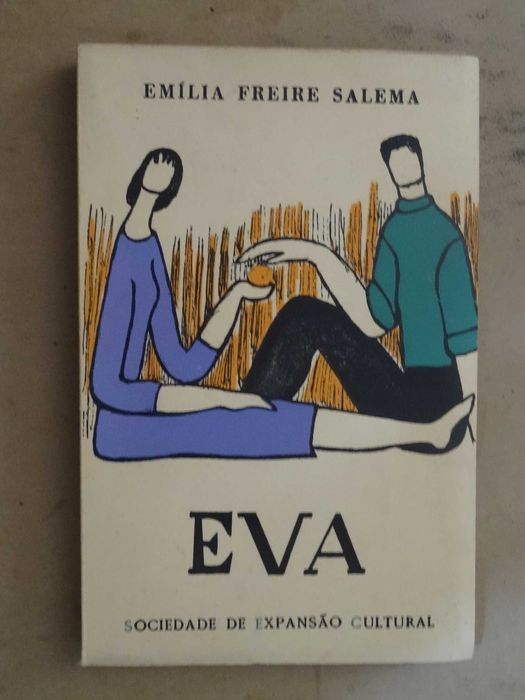 EMÍLIA FREIRE SALEMA
EVA
SOCIEDADE DE EXPANSÃO CULTURAL